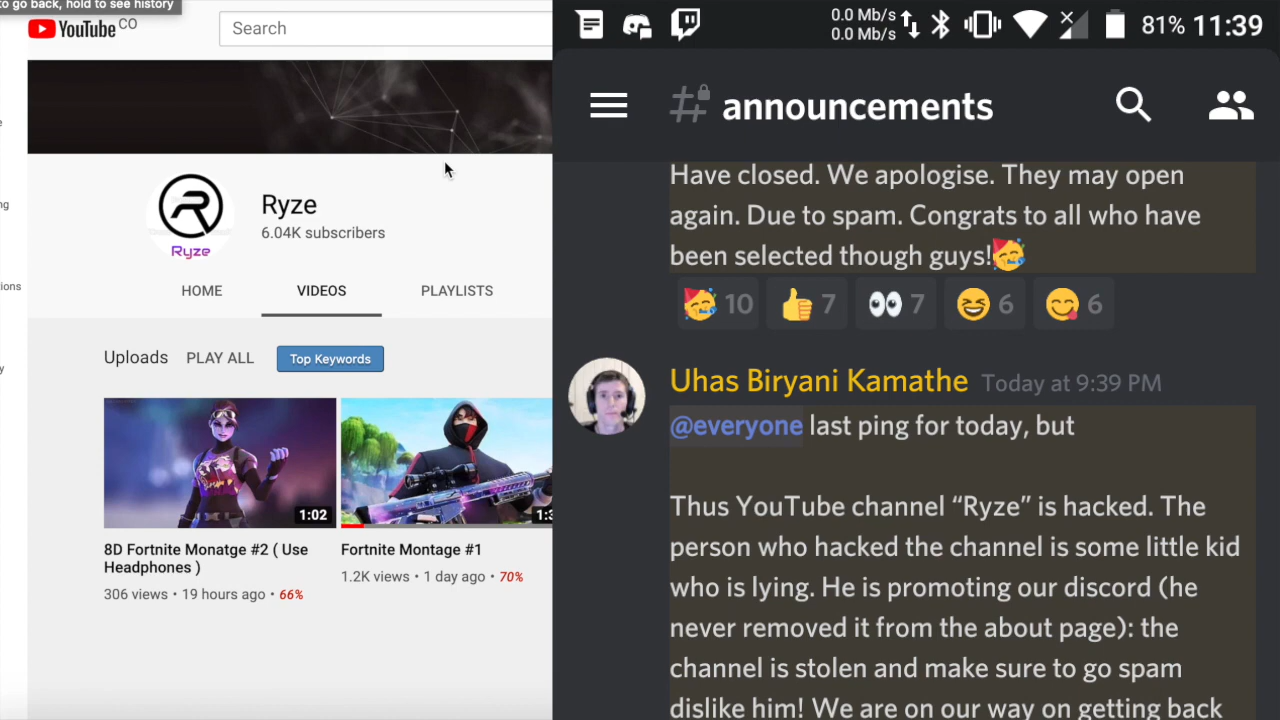 to go back, hold to see history
YouTube CO
Search
Ryze
Ryze
6.04K subscribers
HOME VIDEOS PLAYLISTS
Uploads PLAY ALL Top Keywords
1:02
8D Fortnite Monatge #2 ( Use
Headphones )
306 views • 19 hours ago • 66%
Fortnite Montage #1
1.2K views • 1 day ago • 70%
ng
ions
0.0 Mb/s
0.0 Mb/s
81% 11:39
# announcements
Have closed. We apologise. They may open
again. Due to spam. Congrats to all who have
been selected though guys!🥳
🥳 10 👍 7 👀 7 😆 6 😋 6
Uhas Biryani Kamathe Today at 9:39 PM
@everyone last ping for today, but
Thus YouTube channel “Ryze” is hacked. The
person who hacked the channel is some little kid
who is lying. He is promoting our discord (he
never removed it from the about page): the
channel is stolen and make sure to go spam
dislike him! We are on our way on getting back